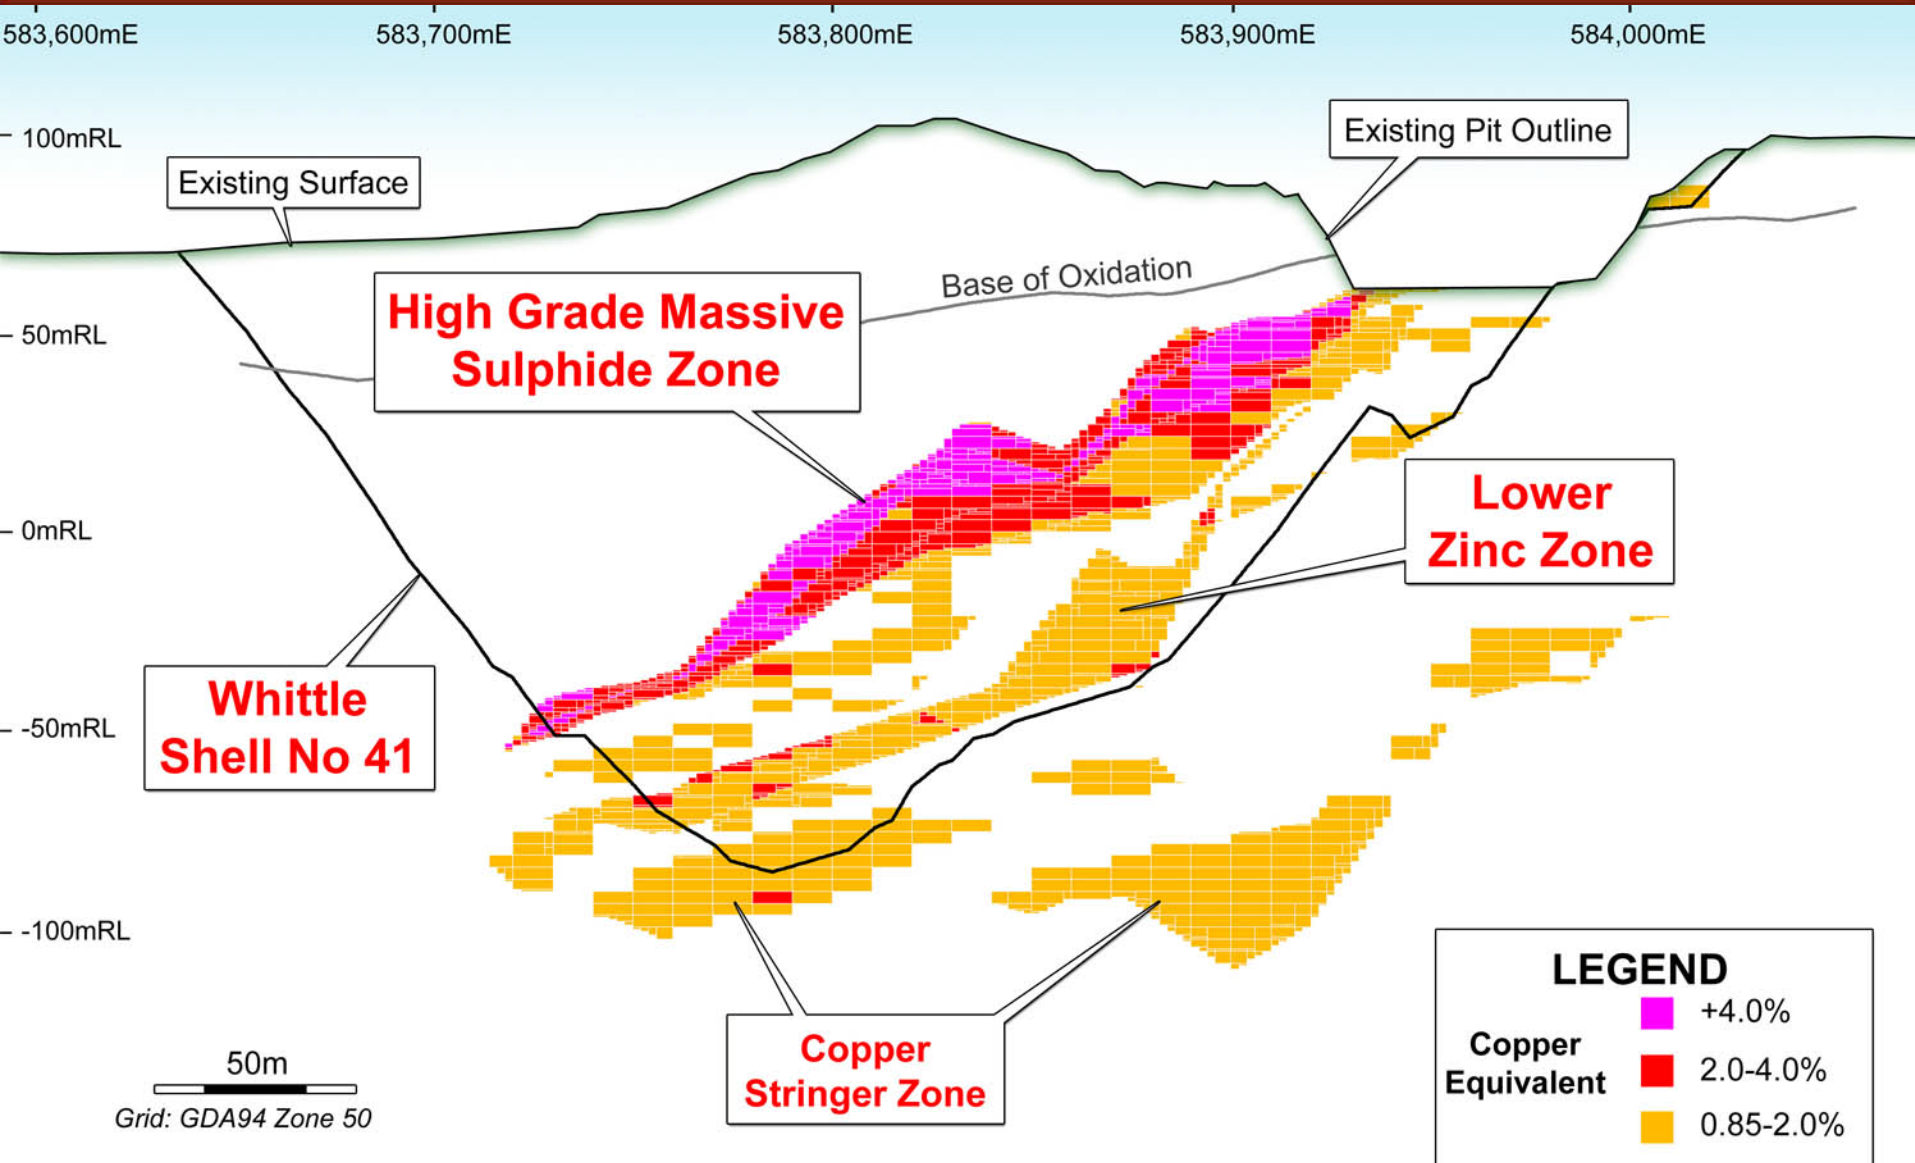 583,600mE
583,700mE
583,800mE
583,900mE
584,000mE
100mRL
Existing Pit Outline
Existing Surface
Base of Oxidation
High Grade Massive
Sulphide Zone
50mRL
0mRL
Lower
Zinc Zone
Whittle
Shell No 41
-50mRL
-100mRL
Copper
Stringer Zone
50m
Grid: GDA94 Zone 50
LEGEND
Copper
Equivalent
+4.0%
2.0-4.0%
0.85-2.0%